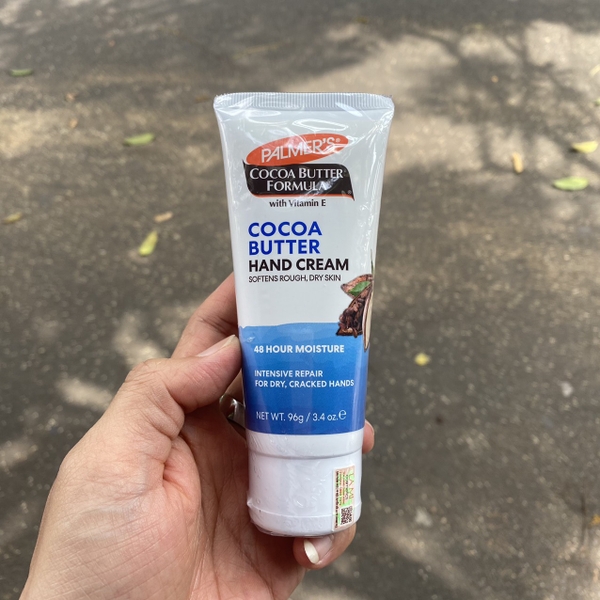 PALMER'S®
COCOA BUTTER
FORMULA
with Vitamin E
COCOA
BUTTER
HAND CREAM
SOFTENS ROUGH, DRY SKIN
48 HOUR MOISTURE
INTENSIVE REPAIR
FOR DRY, CRACKED HANDS
NET WT. 96g / 3.4 oz.℮